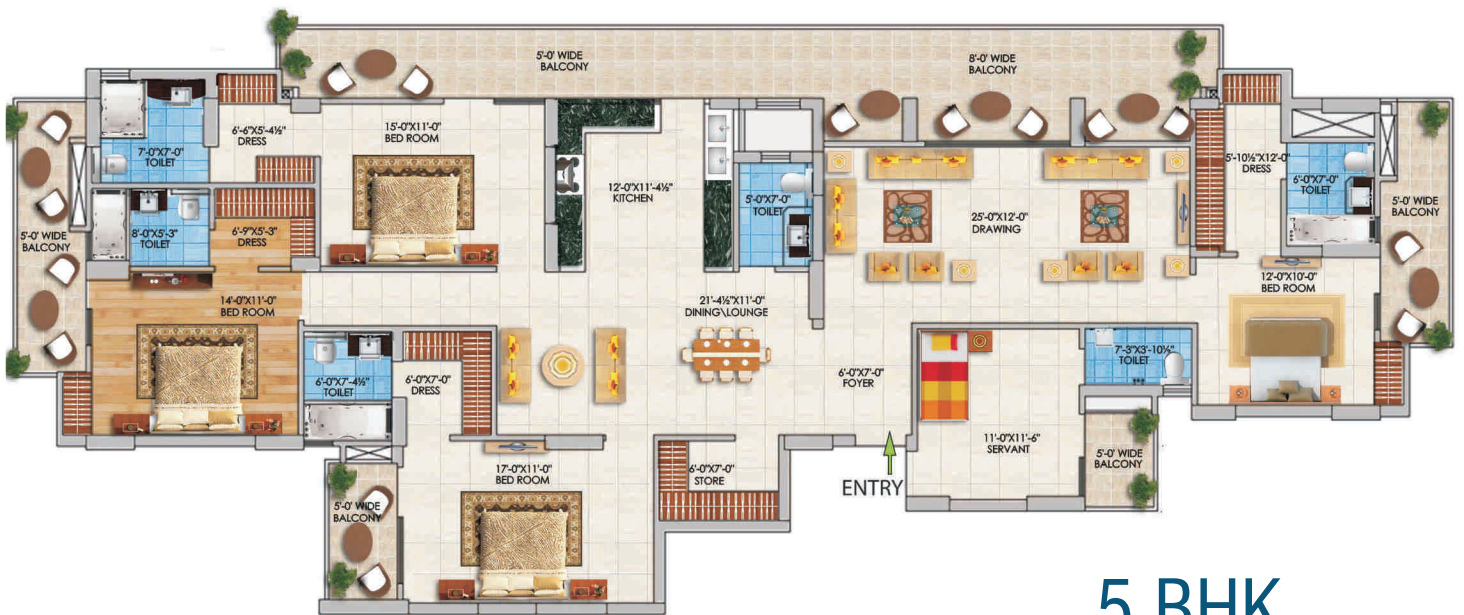 5'-0' WIDE
BALCONY
8'-0' WIDE
BALCONY
7'-0"X7'-0"
TOILET
6'-6"X5'-4½"
DRESS
15'-0"X11'-0"
BED ROOM
12'-0"X11'-4½"
KITCHEN
5'-0"X7'-0"
TOILET
25'-0"X12'-0"
DRAWING
5'-10½"X12'-0"
DRESS
6'-0"X7'-0"
TOILET
5'-0' WIDE
BALCONY
5'-0' WIDE
BALCONY
8'-0"X5'-3"
TOILET
6'-9"X5'-3"
DRESS
14'-0"X11'-0"
BED ROOM
21'-4½"X11'-0"
DINING\LOUNGE
12'-0"X10'-0"
BED ROOM
6'-0"X7'-4½"
TOILET
6'-0"X7'-0"
DRESS
6'-0"X7'-0"
FOYER
7'-3"X3'-10½"
TOILET
11'-0"X11'-6"
SERVANT
5'-0' WIDE
BALCONY
17'-0"X11'-0"
BED ROOM
6'-0"X7'-0"
STORE
ENTRY
5'-0' WIDE
BALCONY
5 BHK